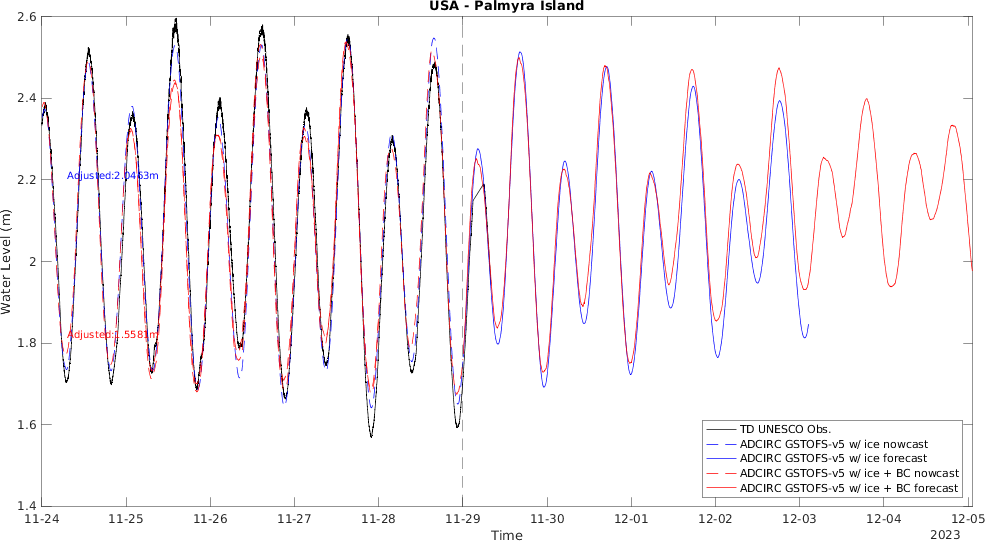 USA - Palmyra Island
2.6
2.4
2.2
2
1.8
1.6
1.4
Water Level (m)
Adjusted:2.0463m
Adjusted:1.5581m
TD UNESCO Obs.
ADCIRC GSTOFS-v5 w/ ice nowcast
ADCIRC GSTOFS-v5 w/ ice forecast
ADCIRC GSTOFS-v5 w/ ice + BC nowcast
ADCIRC GSTOFS-v5 w/ ice + BC forecast
11-24 11-25 11-26 11-27 11-28 11-29 11-30 12-01 12-02 12-03 12-04 12-05
Time
2023